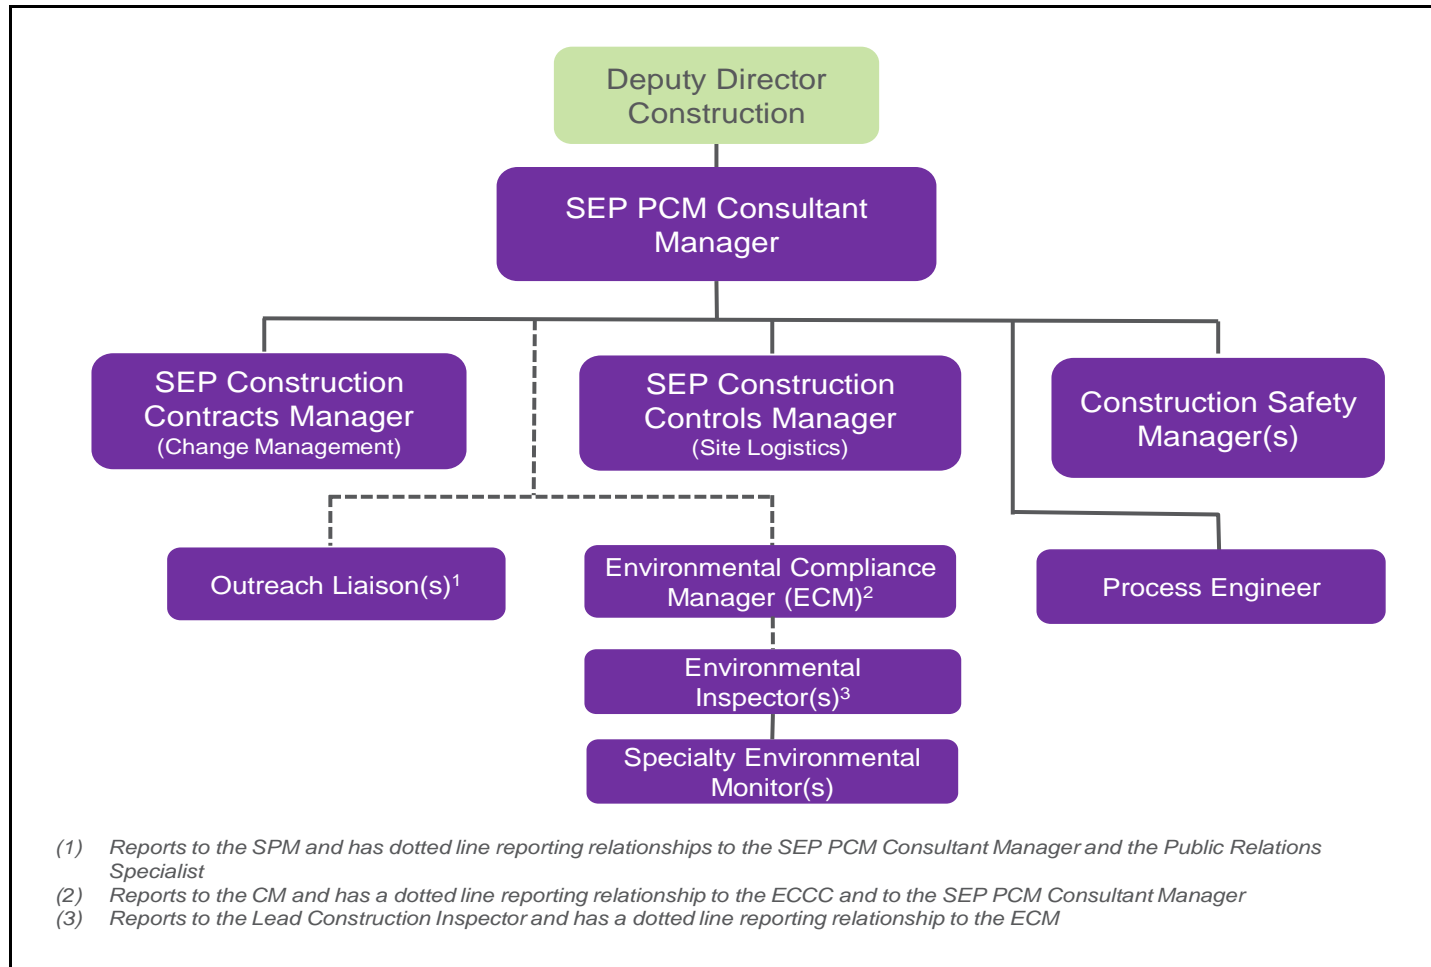 Deputy Director
Construction
SEP PCM Consultant
Manager
SEP Construction
Contracts Manager
(Change Management)
SEP Construction
Controls Manager
(Site Logistics)
Construction Safety
Manager(s)
Outreach Liaison(s)1
Environmental Compliance
Manager (ECM)2
Process Engineer
Environmental
Inspector(s)3
Specialty Environmental
Monitor(s)
(1) Reports to the SPM and has dotted line reporting relationships to the SEP PCM Consultant Manager and the Public Relations
Specialist
(2) Reports to the CM and has a dotted line reporting relationship to the ECCC and to the SEP PCM Consultant Manager
(3) Reports to the Lead Construction Inspector and has a dotted line reporting relationship to the ECM